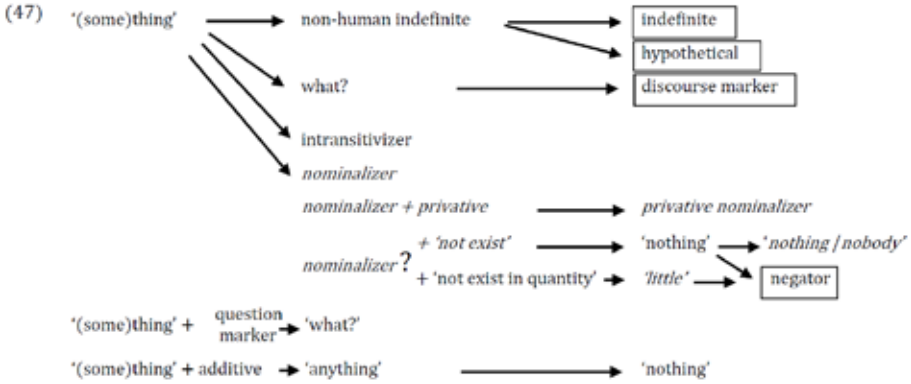 (47) '(some)thing' non-human indefinite indefinite
hypothetical
what? discourse marker
intransitivizer
nominalizer
nominalizer + privative privative nominalizer
+ 'not exist' 'nothing' 'nothing / nobody'
nominalizer ?
+ 'not exist in quantity' 'little' negator
'(some)thing' + question marker 'what?'
'(some)thing' + additive 'anything' 'nothing'